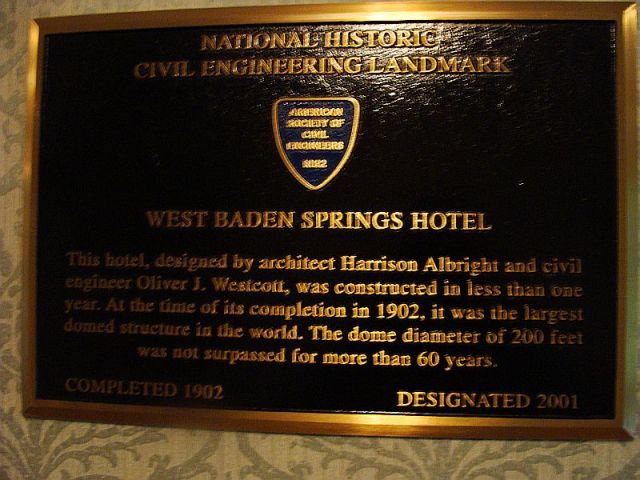 NATIONAL HISTORIC
CIVIL ENGINEERING LANDMARK
AMERICAN
SOCIETY OF
CIVIL
ENGINEERS
1852
WEST BADEN SPRINGS HOTEL
This hotel, designed by architect Harrison Albright and civil
engineer Oliver J. Westcott, was constructed in less than one
year. At the time of its completion in 1902, it was the largest
domed structure in the world. The dome diameter of 200 feet
was not surpassed for more than 60 years.
COMPLETED 1902
DESIGNATED 2001